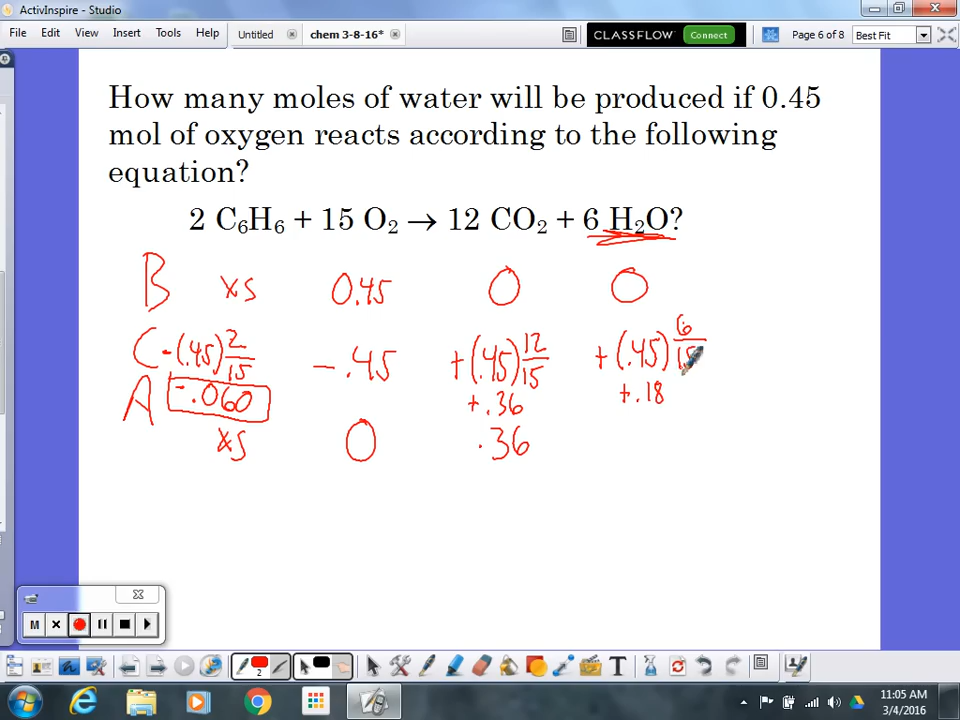 ActivInspire - Studio
File Edit View Insert Tools Help Untitled chem 3-8-16* CLASSFLOW Connect Page 6 of 8 Best Fit
How many moles of water will be produced if 0.45
mol of oxygen reacts according to the following
equation?
2 C₆H₆ + 15 O₂ → 12 CO₂ + 6 H₂O?
B xs 0.45 0 0
C -(.45) 2/15 -.45 +(.45) 12/15 +(.45) 6/15
-.060 +.36 +.18
A xs 0 .36
M
2 T
11:05 AM
3/4/2016